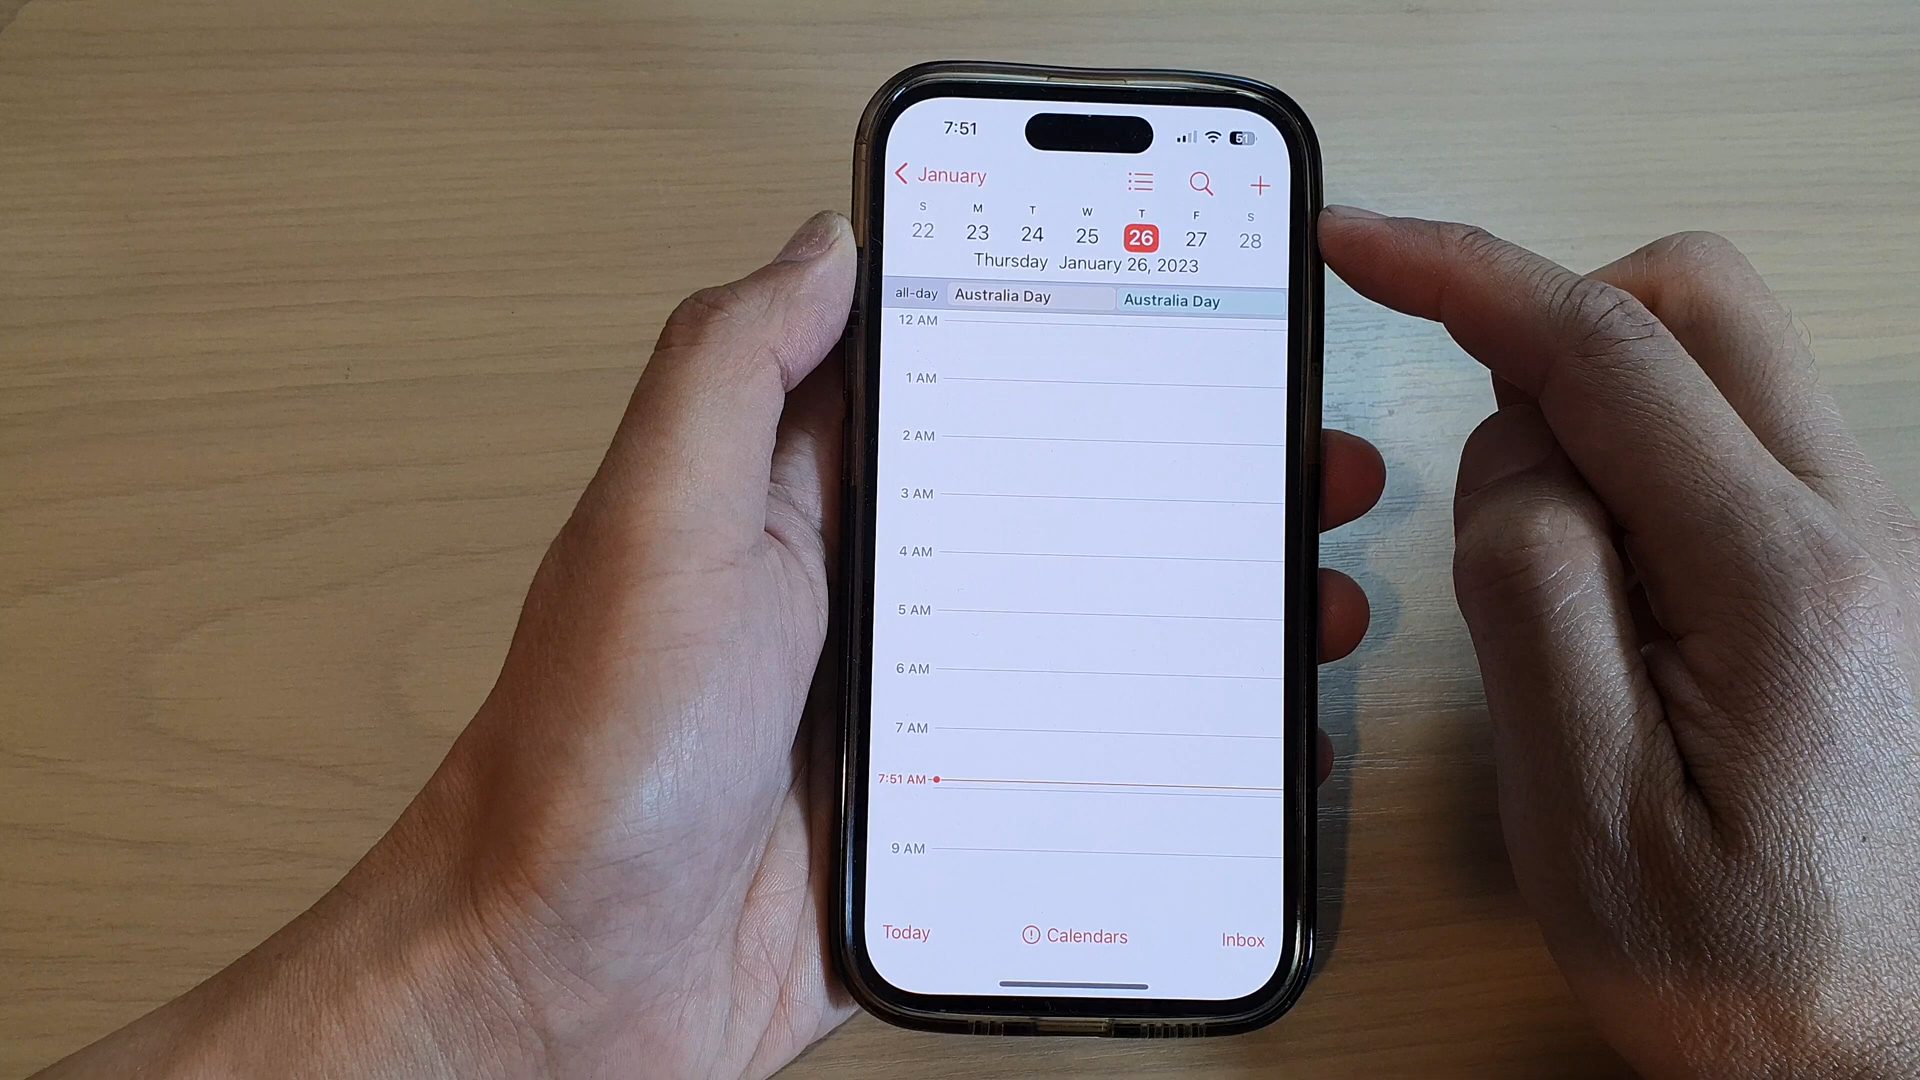 7:51 51
January
S M T W T F S
22 23 24 25 26 27 28
Thursday January 26, 2023
all-day Australia Day Australia Day
12 AM
1 AM
2 AM
3 AM
4 AM
5 AM
6 AM
7 AM
7:51 AM
9 AM
Today Calendars Inbox